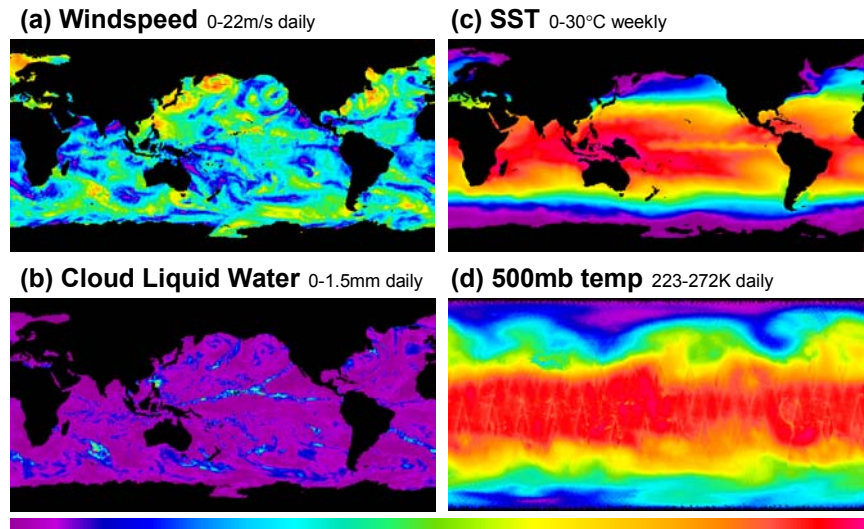 (a) Windspeed 0-22m/s daily
(c) SST 0-30°C weekly
(b) Cloud Liquid Water 0-1.5mm daily
(d) 500mb temp 223-272K daily